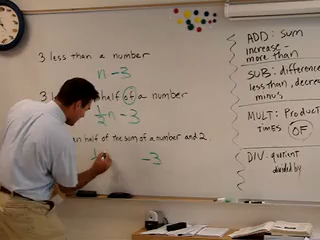 3 less than a number
n - 3
3 half of a number
1/2 n - 3
half of the sum of a number and 2.
- 3
ADD: sum
increase -
more than
SUB: difference
less than, decrea
minus
MULT: Product
times OF
DIV: quotient
divided by